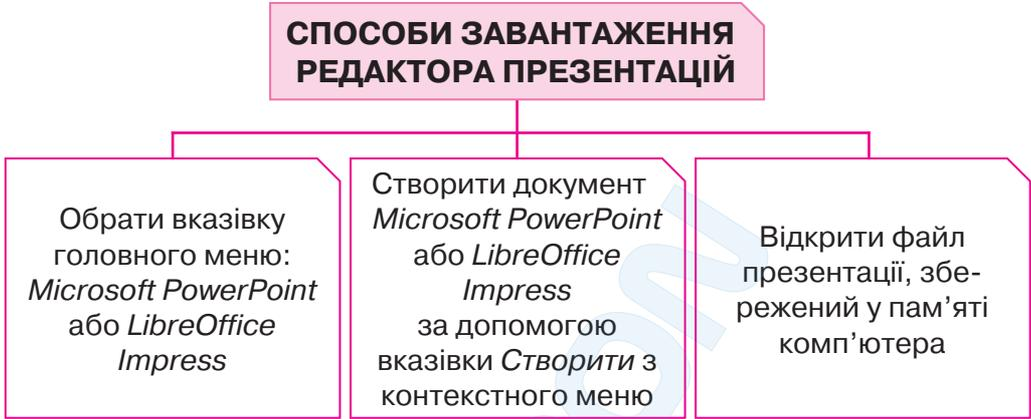 СПОСОБИ ЗАВАНТАЖЕННЯ
РЕДАКТОРА ПРЕЗЕНТАЦІЙ
Обрати вказівку
головного меню:
Microsoft PowerPoint
або LibreOffice
Impress
Створити документ
Microsoft PowerPoint
або LibreOffice
Impress
за допомогою
вказівки Створити з
контекстного меню
Відкрити файл
презентації, збе-
режений у пам’яті
комп’ютера